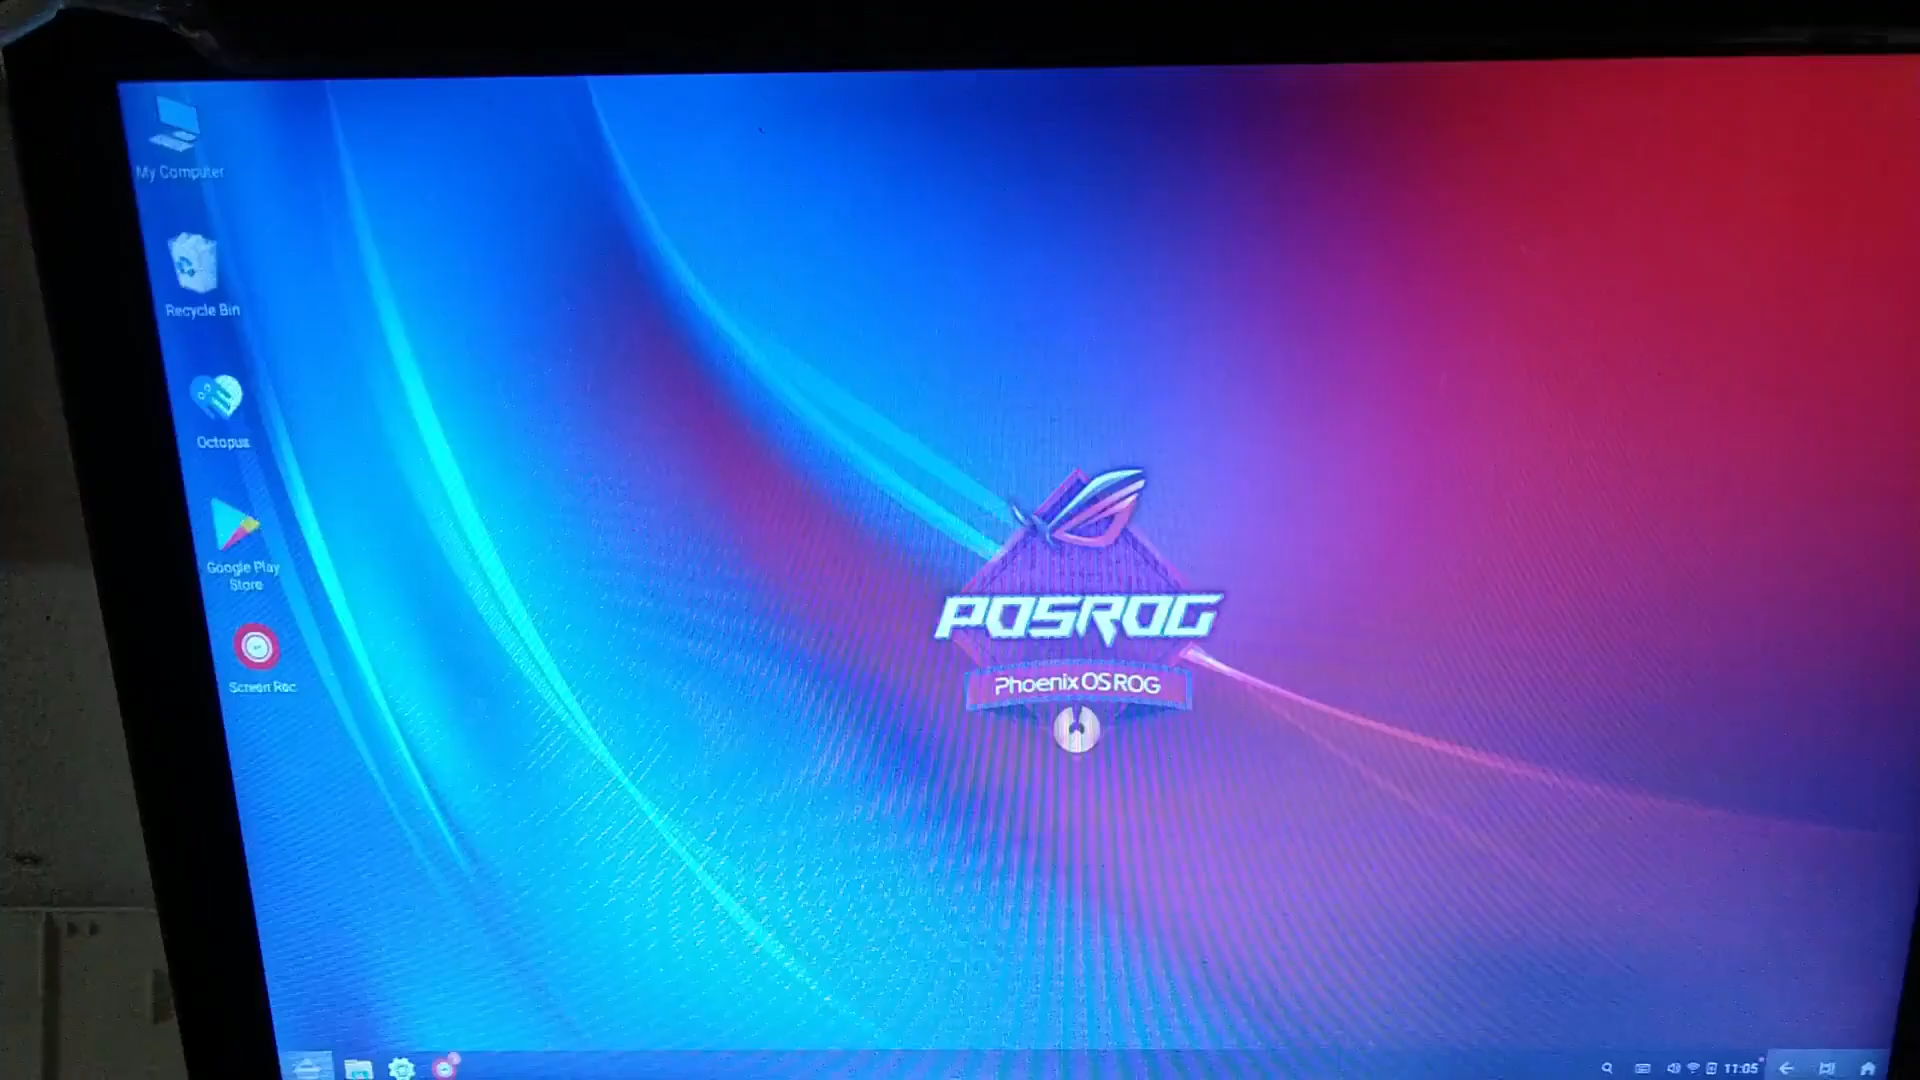 My Computer
Recycle Bin
Octopus
Google Play
Store
Screen Rec
POSROG
Phoenix OS ROG
11:05